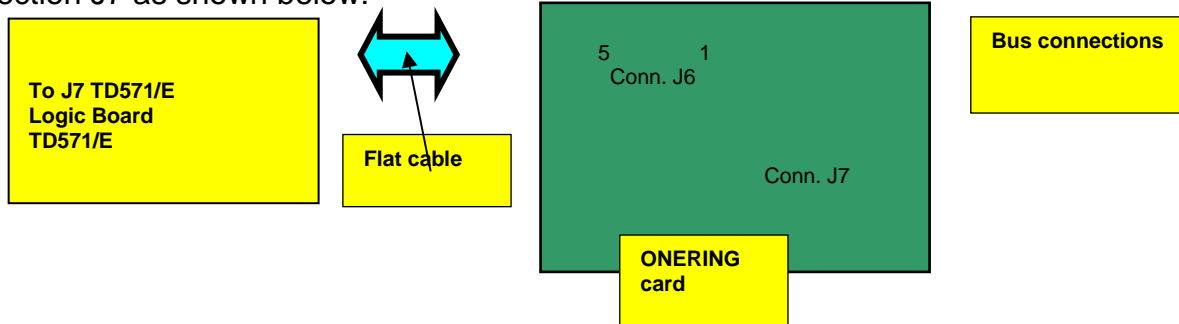 ection J7 as shown below.
To J7 TD571/E
Logic Board
TD571/E
Flat cable
5 1
Conn. J6
Conn. J7
ONERING
card
Bus connections